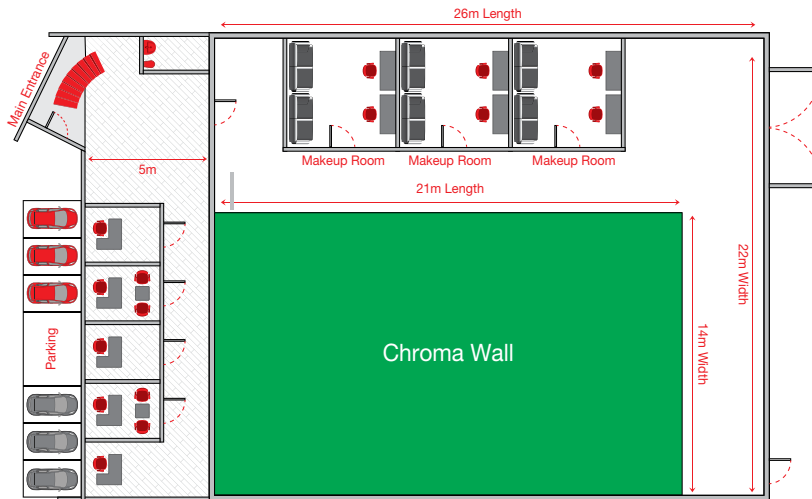 26m Length
Main Entrance
5m
Makeup Room
Makeup Room
Makeup Room
21m Length
22m Width
14m Width
Chroma Wall
Parking